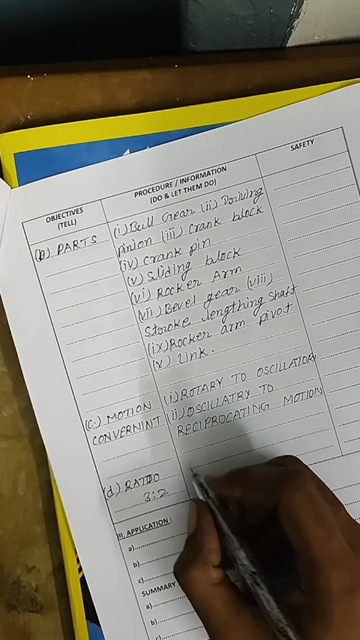 OBJECTIVES
(TELL)
PROCEDURE / INFORMATION
(DO & LET THEM DO)
SAFETY
(b) PARTS
(i) Bull Gear (ii) Driving
pinion (iii) crank block
(iv) crank pin
(v) Sliding block
(vi) Rocker Arm
(vii) Bevel gear (viii)
Stroke lengthing shaft
(ix) Rocker arm pivot
(x) Link.
(C) MOTION
CONVERNINT
(i) ROTARY TO OSCILLATORY
(ii) OSCILLATRY TO
RECIPROCATING MOTION
(d) RATIO
3:2
III. APPLICATION :
a)
b)
c)
SUMMARY
a)
b)
c)